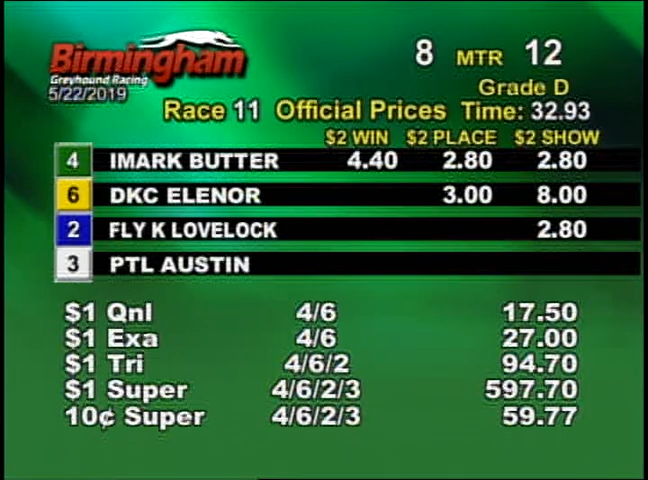 Birmingham
Greyhound Racing
5/22/2019
8 MTR 12
Grade D
Race 11 Official Prices Time: 32.93
$2 WIN $2 PLACE $2 SHOW
4 IMARK BUTTER 4.40 2.80 2.80
6 DKC ELENOR 3.00 8.00
2 FLY K LOVELOCK 2.80
3 PTL AUSTIN
$1 Qnl 4/6 17.50
$1 Exa 4/6 27.00
$1 Tri 4/6/2 94.70
$1 Super 4/6/2/3 597.70
10¢ Super 4/6/2/3 59.77